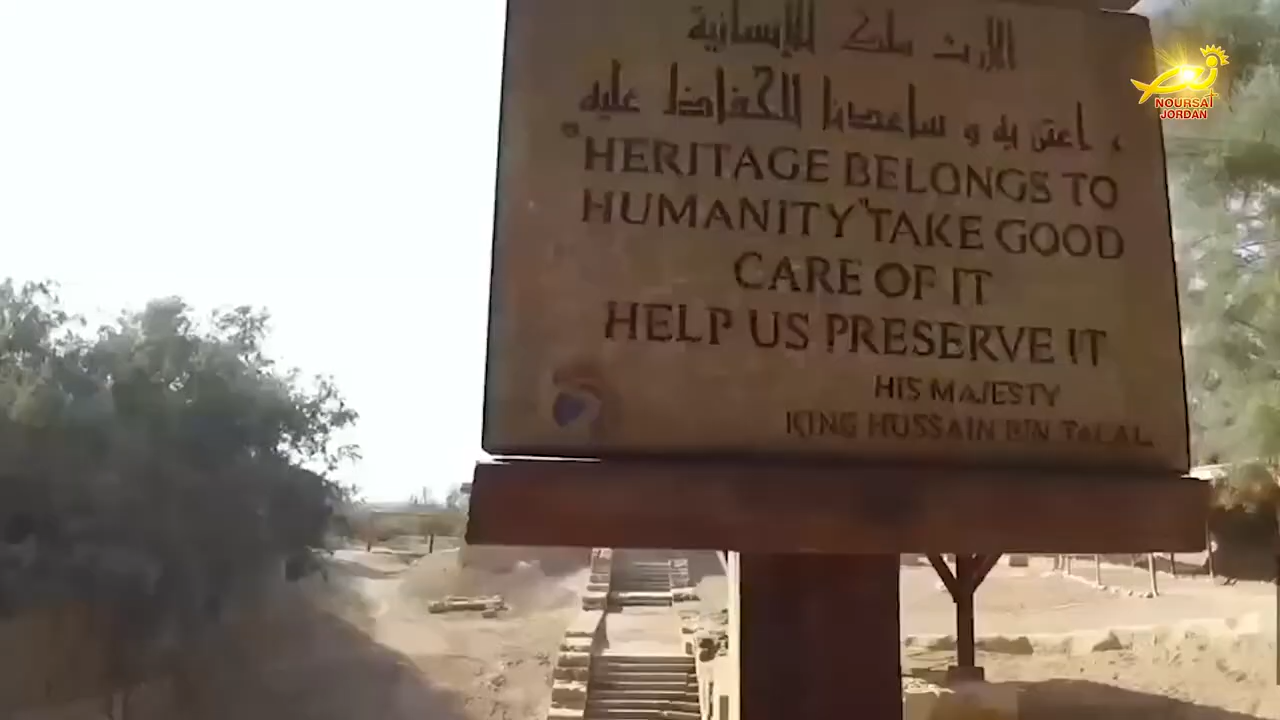 الارث ملك للإنسانية
، اعتن به و ساعدنا للحفاظ عليه
"HERITAGE BELONGS TO
HUMANITY"TAKE GOOD
CARE OF IT
HELP US PRESERVE IT
HIS MAJESTY
KING HUSSAIN BIN TALAL
NOURSAT
JORDAN